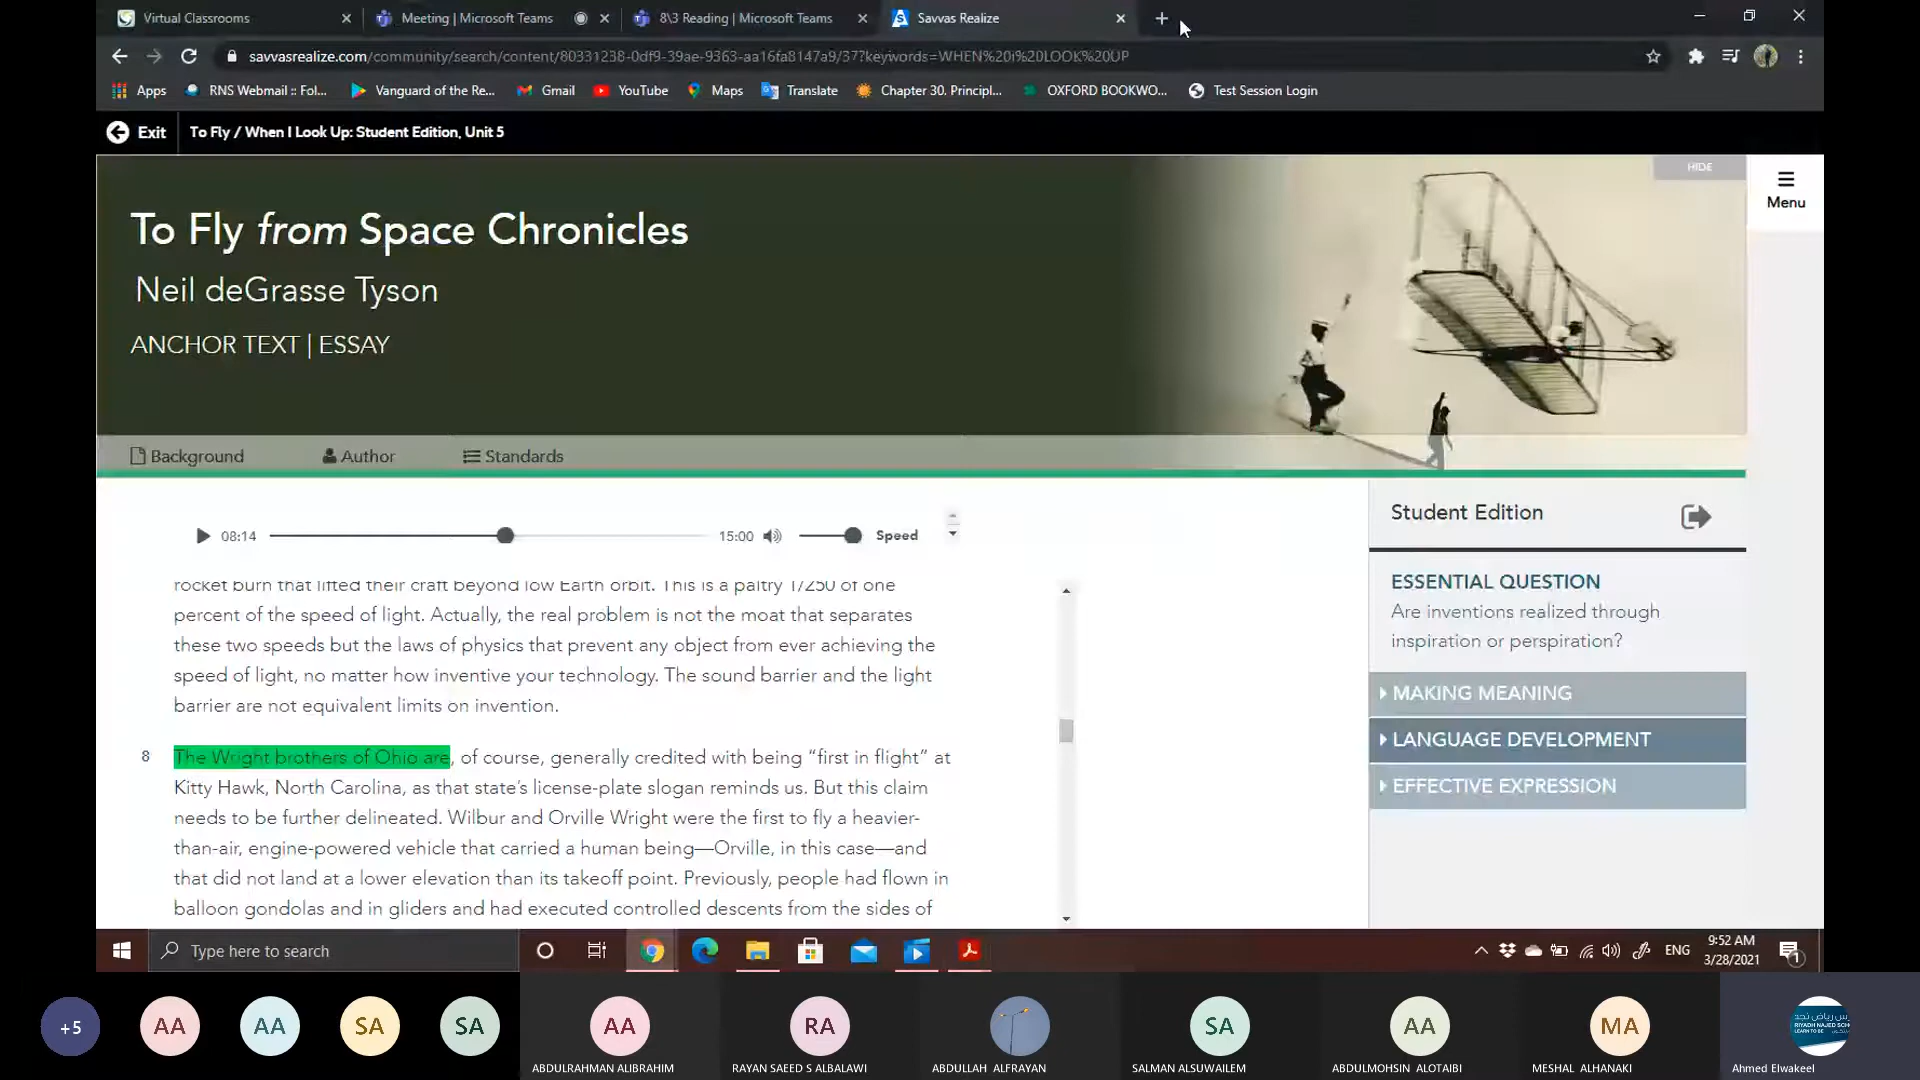 Virtual Classrooms
Meeting | Microsoft Teams
8\3 Reading | Microsoft Teams
Savvas Realize
savvasrealize.com/community/search/content/80331238-0df9-39ae-9363-aa16fa8147a9/37?keywords=WHEN%20i%20LOOK%20UP
Apps RNS Webmail :: Fol... Vanguard of the Re... Gmail YouTube Maps Translate Chapter 30. Principl... OXFORD BOOKWO... Test Session Login
Exit To Fly / When I Look Up: Student Edition, Unit 5
HIDE
Menu
To Fly from Space Chronicles
Neil deGrasse Tyson
ANCHOR TEXT | ESSAY
Background Author Standards
08:14 15:00 Speed
rocket burn that lifted their craft beyond low Earth orbit. This is a paltry 1/250 of one
percent of the speed of light. Actually, the real problem is not the moat that separates
these two speeds but the laws of physics that prevent any object from ever achieving the
speed of light, no matter how inventive your technology. The sound barrier and the light
barrier are not equivalent limits on invention.
8 The Wright brothers of Ohio are, of course, generally credited with being “first in flight” at
Kitty Hawk, North Carolina, as that state’s license-plate slogan reminds us. But this claim
needs to be further delineated. Wilbur and Orville Wright were the first to fly a heavier-
than-air, engine-powered vehicle that carried a human being—Orville, in this case—and
that did not land at a lower elevation than its takeoff point. Previously, people had flown in
balloon gondolas and in gliders and had executed controlled descents from the sides of
Student Edition
ESSENTIAL QUESTION
Are inventions realized through
inspiration or perspiration?
MAKING MEANING
LANGUAGE DEVELOPMENT
EFFECTIVE EXPRESSION
Type here to search
ENG
9:52 AM
3/28/2021
1
+5 AA AA SA SA AA RA SA AA MA
RIYADH NAJED SCH
ABDULRAHMAN ALIBRAHIM RAYAN SAEED S ALBALAWI ABDULLAH ALFRAYAN SALMAN ALSUWAILEM ABDULMOHSIN ALOTAIBI MESHAL ALHANAKI Ahmed Elwakeel